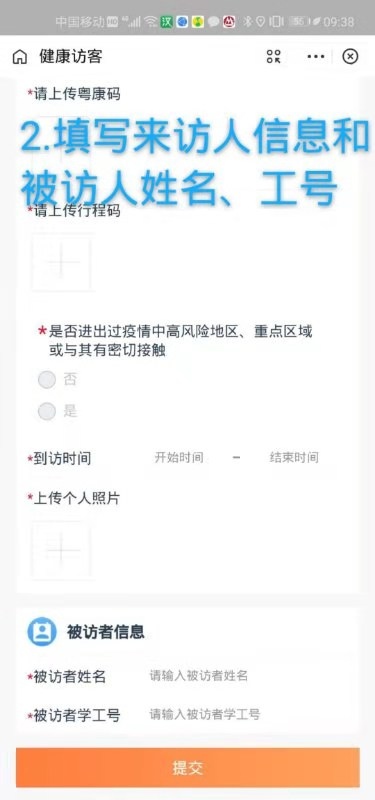 中国移动 HD 4G 09:38
健康访客
*请上传粤康码
2.填写来访人信息和
被访人姓名、工号
*请上传行程码
*是否进出过疫情中高风险地区、重点区域
或与其有密切接触
否
是
*到访时间 开始时间 – 结束时间
*上传个人照片
被访者信息
*被访者姓名 请输入被访者姓名
*被访者学工号 请输入被访者学工号
提交